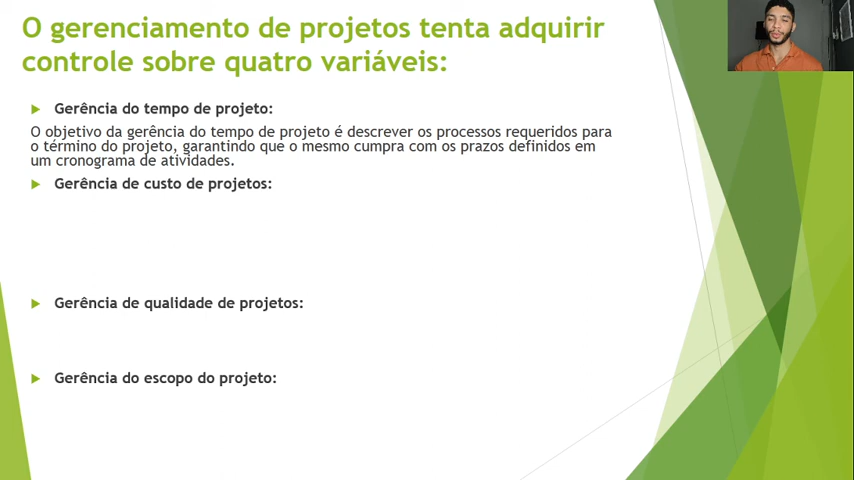 O gerenciamento de projetos tenta adquirir
controle sobre quatro variáveis:
Gerência do tempo de projeto:
O objetivo da gerência do tempo de projeto é descrever os processos requeridos para
o término do projeto, garantindo que o mesmo cumpra com os prazos definidos em
um cronograma de atividades.
Gerência de custo de projetos:
Gerência de qualidade de projetos:
Gerência do escopo do projeto: